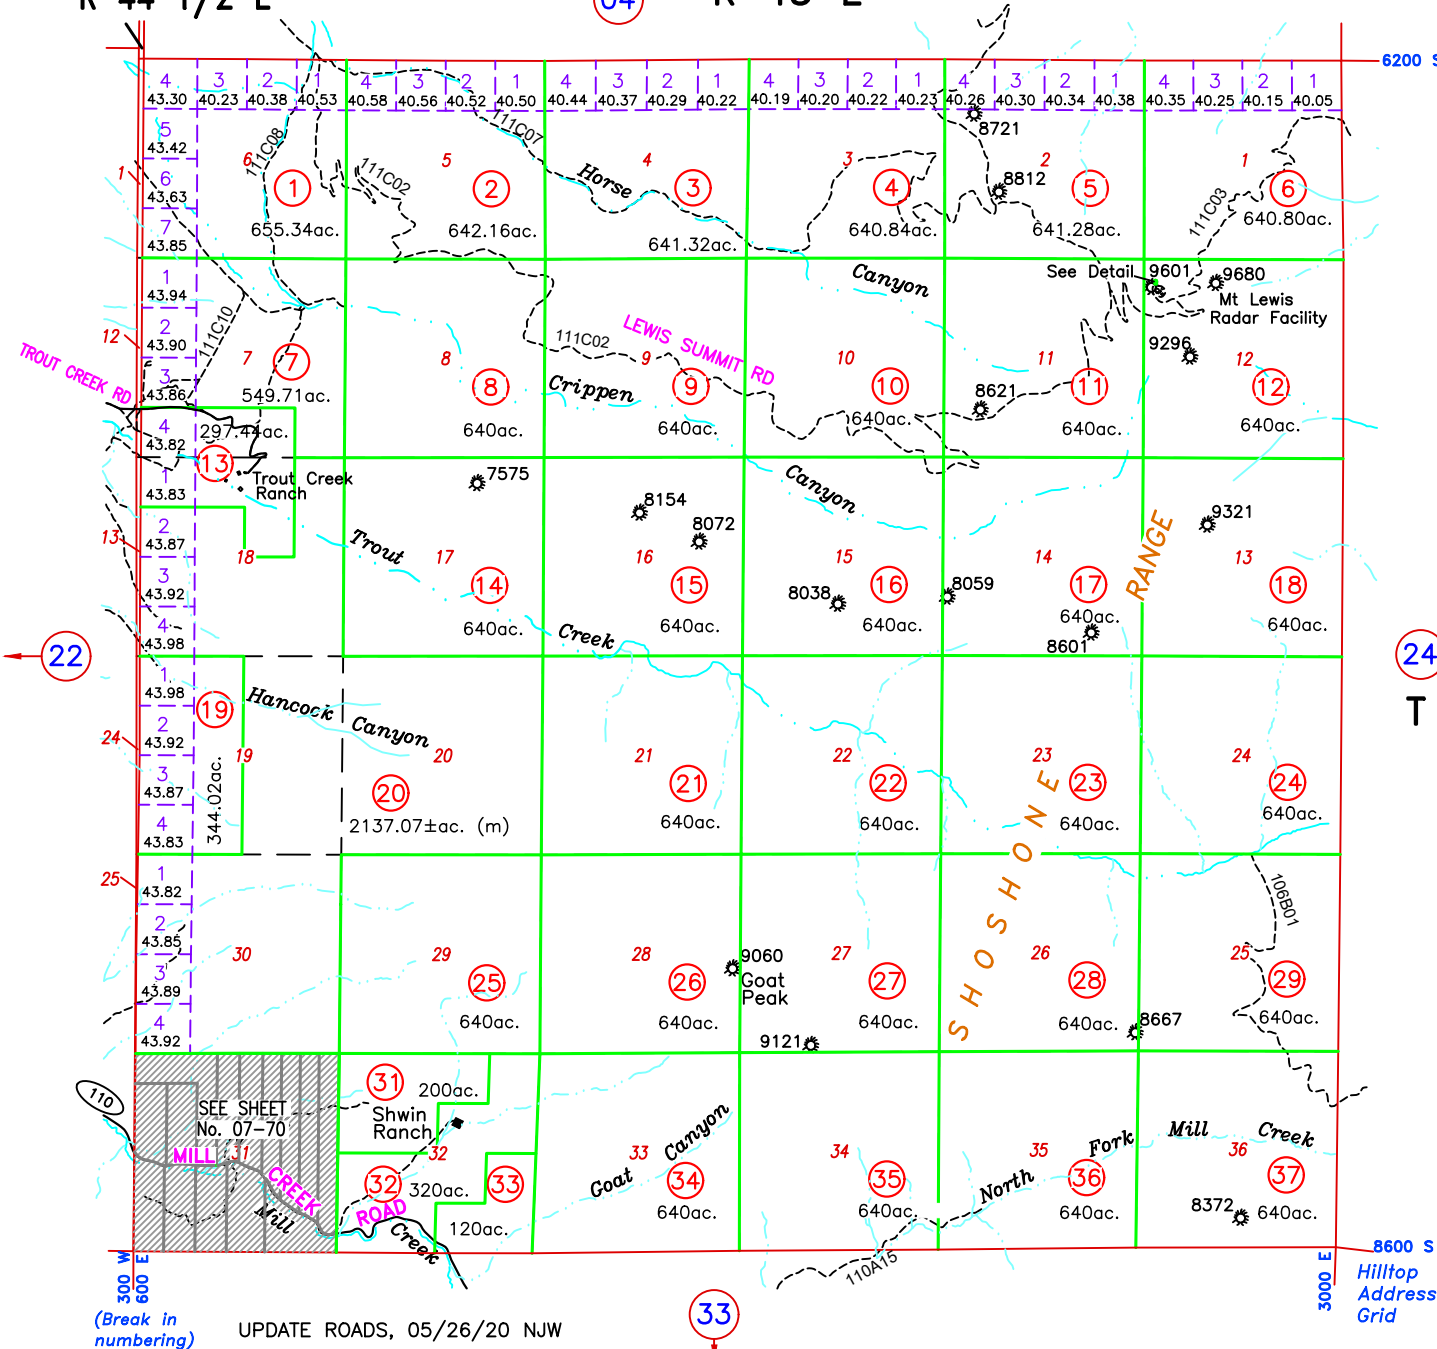 R 44 1/2 E
04
R 45 E
6200 S
4 3 2 1 4 3 2 1 4 3 2 1 4 3 2 1 4 3 2 1 4 3 2 1
43.30 40.23 40.38 40.53 40.58 40.56 40.52 40.50 40.44 40.37 40.29 40.22 40.19 40.20 40.22 40.23 40.26 40.30 40.34 40.38 40.35 40.25 40.15 40.05
5
43.42
6
43.63
7
43.85
111C08
111C07
111C02
8721
8812
111C03
1
6 5 4 3 2 1
1 2 3 4 5 6
Horse
655.34ac.
642.16ac.
641.32ac.
640.84ac.
641.28ac.
640.80ac.
1
43.94
2
43.90
3
43.86
4
43.82
Canyon
See Detail
9601
9680
Mt Lewis
Radar Facility
9296
111C10
111C02
LEWIS SUMMIT RD
TROUT CREEK RD
12
7 8 9 10 11 12
7 8 9 10 11 12
Crippen
8621
549.71ac.
640ac.
640ac.
640ac.
640ac.
640ac.
297.44ac.
13
Trout Creek
Ranch
1
43.83
2
43.87
3
43.92
4
43.98
7575
8154
8072
Canyon
9321
RANGE
13
18 17 16 15 14 13
Trout
14 15 16 17 18
8038
8059
8601
640ac.
640ac.
640ac.
640ac.
640ac.
Creek
22
24
T
1
43.98
2
43.92
3
43.87
4
43.83
19
Hancock Canyon
344.02ac.
24
19 20 21 22 23 24
20 21 22 23 24
2137.07±ac. (m)
640ac.
640ac.
640ac.
640ac.
SHOSHONE
25
1
43.82
2
43.85
3
43.89
4
43.92
106B01
30 29 28 27 26 25
25 26 27 28 29
9060
Goat
Peak
640ac.
640ac.
640ac.
640ac.
640ac.
9121
8667
110
SEE SHEET
No. 07-70
31
200ac.
Shwin
Ranch
MILL CREEK ROAD
31 32 33 34 35 36
32 33 34 35 36 37
320ac.
120ac.
Mill Creek
Goat Canyon
North Fork Mill Creek
640ac.
640ac.
640ac.
8372
640ac.
110A15
8600 S
300 W
600 E
3000 E
Hilltop
Address
Grid
(Break in
numbering)
UPDATE ROADS, 05/26/20 NJW
33